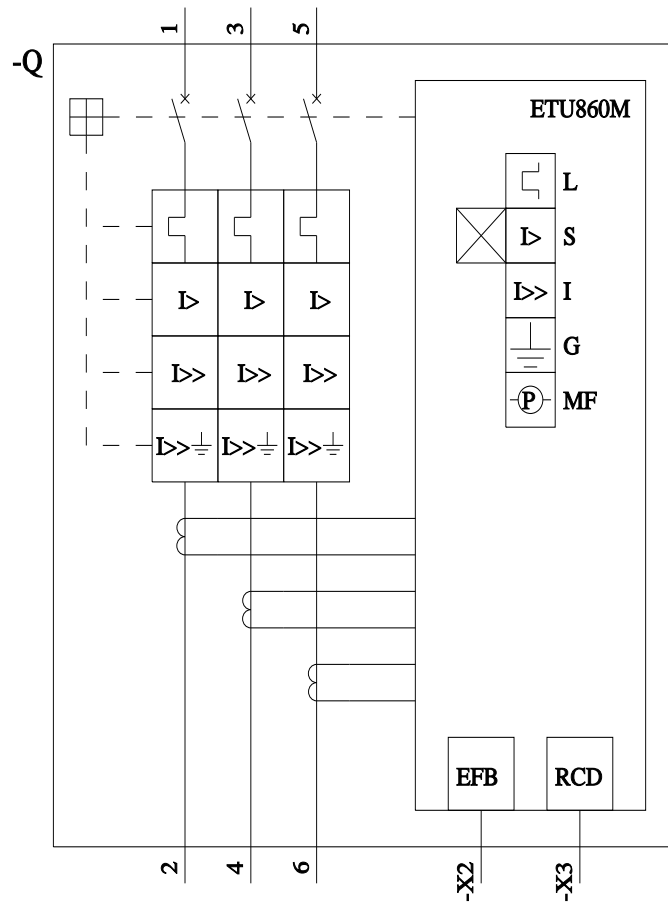 1 3 5
-Q
ETU860M
L
I> I> I> I> S
I>> I>> I>> I>> I
G
I>> I>> I>> P MF
EFB RCD
2 4 6 -X2 -X3